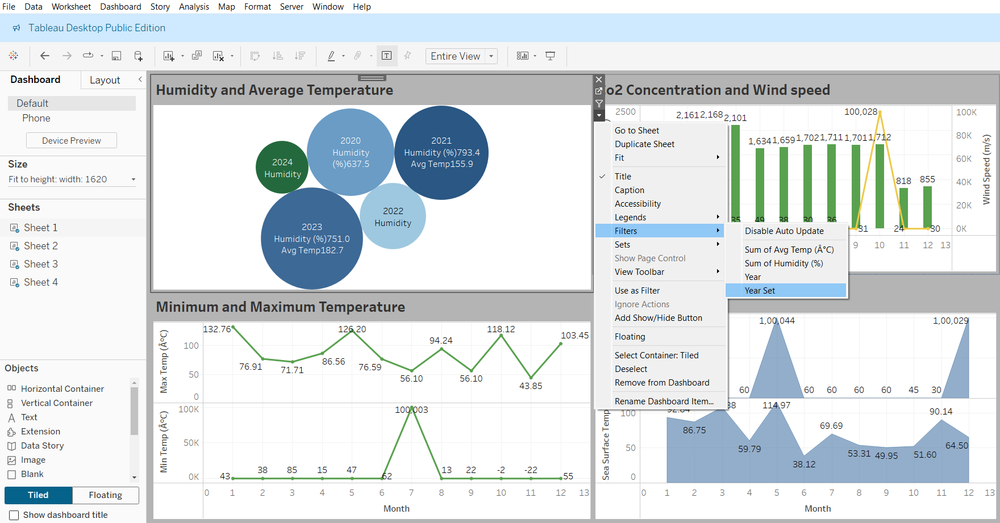 File Data Worksheet Dashboard Story Analysis Map Format Server Window Help
Tableau Desktop Public Edition
Entire View
Dashboard Layout
Default
Phone
Device Preview
Size
Fit to height: width: 1620
Sheets
Sheet 1
Sheet 2
Sheet 3
Sheet 4
Objects
Horizontal Container
Vertical Container
Text
Extension
Data Story
Image
Blank
Tiled Floating
Show dashboard title
Humidity and Average Temperature
2024
Humidity
2020
Humidity
(%)637.5
2021
Humidity (%)793.4
Avg Temp155.9
2023
Humidity (%)751.0
Avg Temp182.7
2022
Humidity
Minimum and Maximum Temperature
Max Temp (Â°C)
100
50
0
132.76
76.91
71.71
86.56
126.20
76.59
56.10
94.24
56.10
118.12
43.85
103.45
Min Temp (Â°C)
100K
50K
0K
43
38
85
15
47
62
100,003
13
22
-2
-22
55
0 1 2 3 4 5 6 7 8 9 10 11 12 13
Month
Co2 Concentration and Wind speed
2500
2,161 2,168 2,101
1,634 1,659 1,702 1,711 1,701 1,712
100,028
818
855
35 49 38 30 36
31
24
30
100K
80K
60K
40K
20K
0K
Wind Speed (m/s)
9 10 11 12 13
Go to Sheet
Duplicate Sheet
Fit
Title
Caption
Accessibility
Legends
Filters
Sets
Show Page Control
View Toolbar
Use as Filter
Ignore Actions
Add Show/Hide Button
Floating
Select Container: Tiled
Deselect
Remove from Dashboard
Rename Dashboard Item...
Disable Auto Update
Sum of Avg Temp (Â°C)
Sum of Humidity (%)
Year
Year Set
1,00,044
1,00,029
60
60
60
60
60
45
30
Sea Surface Temp
100
50
0
86.75
59.79
114.97
38.12
69.69
53.31
49.95
51.60
90.14
64.50
0 1 2 3 4 5 6 7 8 9 10 11 12 13
Month